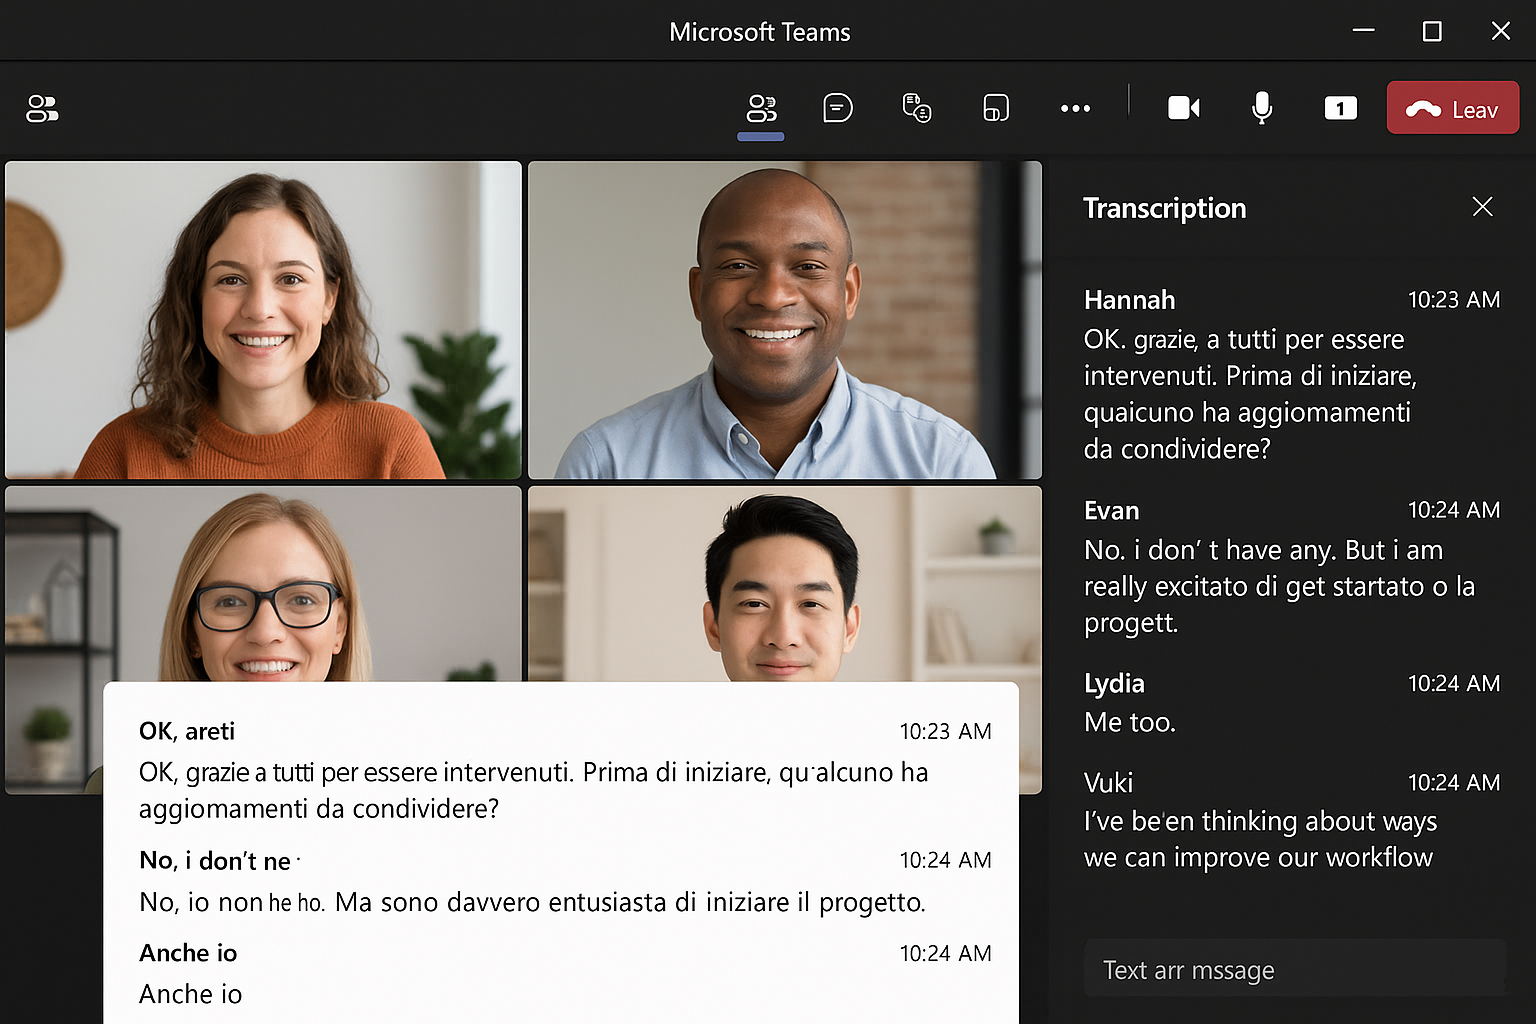 Microsoft Teams
1
Leav
Transcription
Hannah 10:23 AM
OK. grazie, a tutti per essere
intervenuti. Prima di iniziare,
quaicuno ha aggiomamenti
da condividere?
Evan 10:24 AM
No. i don’ t have any. But i am
really excitato di get startato o la
progett.
Lydia 10:24 AM
Me too.
Vuki 10:24 AM
I’ve be'en thinking about ways
we can improve our workflow
Text arr mssage
OK, areti 10:23 AM
OK, grazie a tutti per essere intervenuti. Prima di iniziare, qu·alcuno ha
aggiomamenti da condividere?
No, i don’t ne · 10:24 AM
No, io non he ho. Ma sono davvero entusiasta di iniziare il progetto.
Anche io 10:24 AM
Anche io